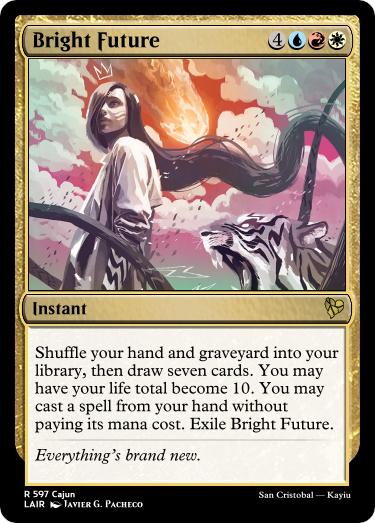 Bright Future 4
Instant
Shuffle your hand and graveyard into your
library, then draw seven cards. You may
have your life total become 10. You may
cast a spell from your hand without
paying its mana cost. Exile Bright Future.
Everything's brand new.
R 597 Cajun
LAIR Javier G. Pacheco
San Cristobal — Kayiu